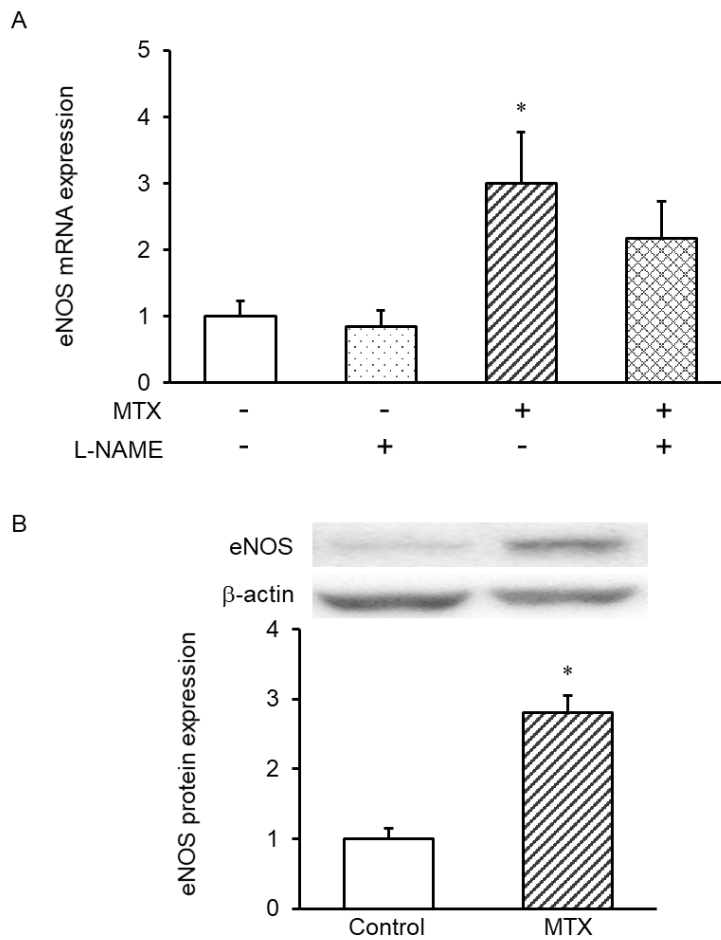 A
eNOS mRNA expression
5
4
3
2
1
0
*
MTX - - + +
L-NAME - + - +
B
eNOS
β-actin
eNOS protein expression
4
3
2
1
0
*
Control MTX